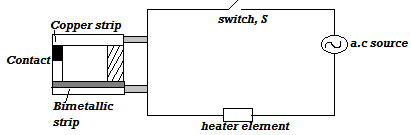 switch, S
Copper strip
a.c source
Contact
Bimetallic
strip
heater element